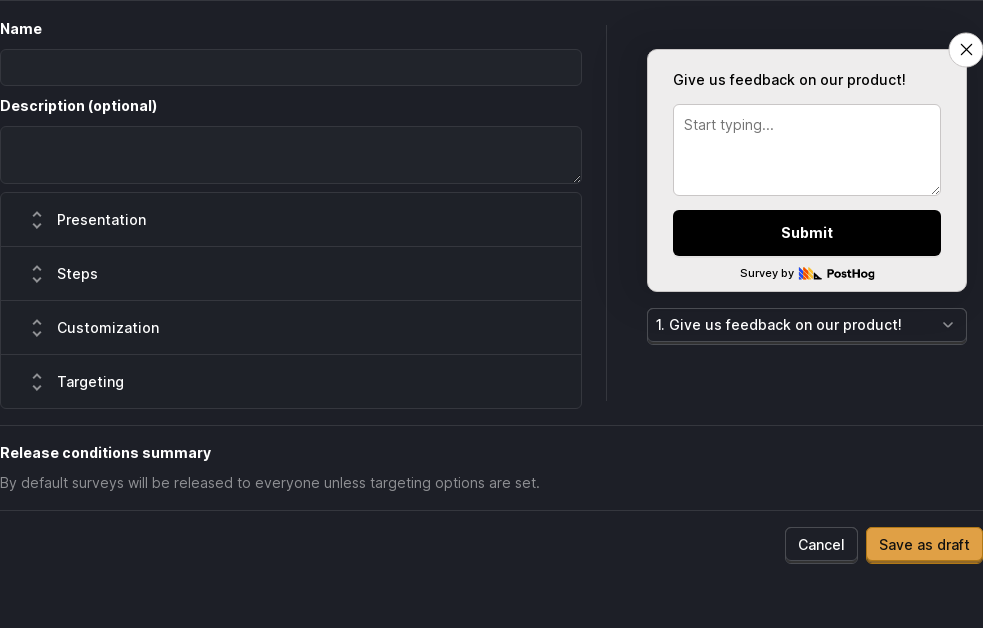 Name
Description (optional)
Presentation
Steps
Customization
Targeting
Give us feedback on our product!
Start typing...
Submit
Survey by PostHog
1. Give us feedback on our product!
Release conditions summary
By default surveys will be released to everyone unless targeting options are set.
Cancel
Save as draft